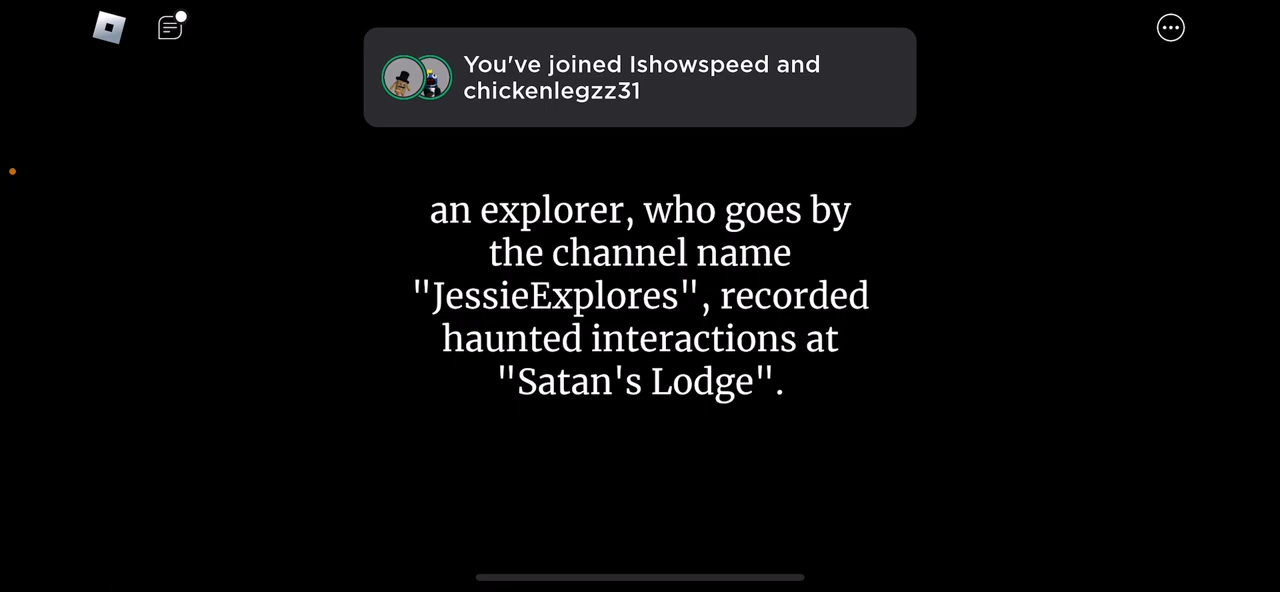 You've joined Ishowspeed and
chickenlegzz31
an explorer, who goes by
the channel name
"JessieExplores", recorded
haunted interactions at
"Satan's Lodge".